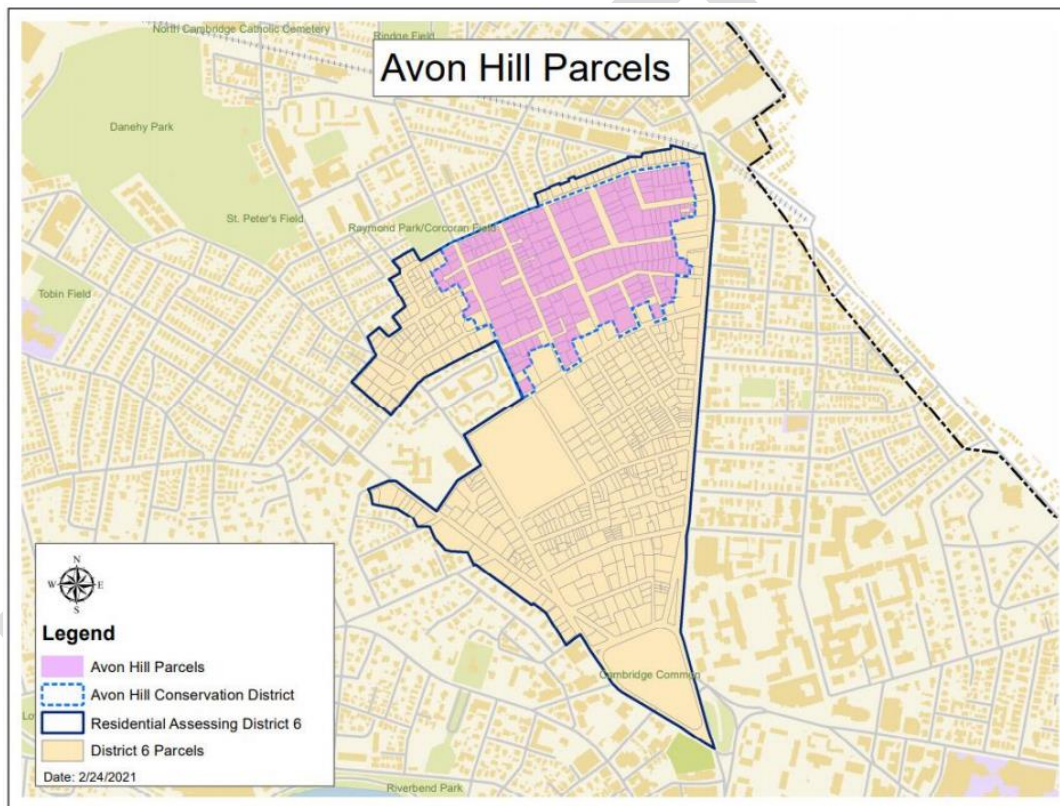 North Cambridge Catholic Cemetery
Rindge Field
Avon Hill Parcels
Danehy Park
St. Peter's Field
Raymond Park/Corcoran Field
Tobin Field
Cambridge Common
N
W E
S
Legend
Avon Hill Parcels
Avon Hill Conservation District
Residential Assessing District 6
District 6 Parcels
Date: 2/24/2021
Riverbend Park